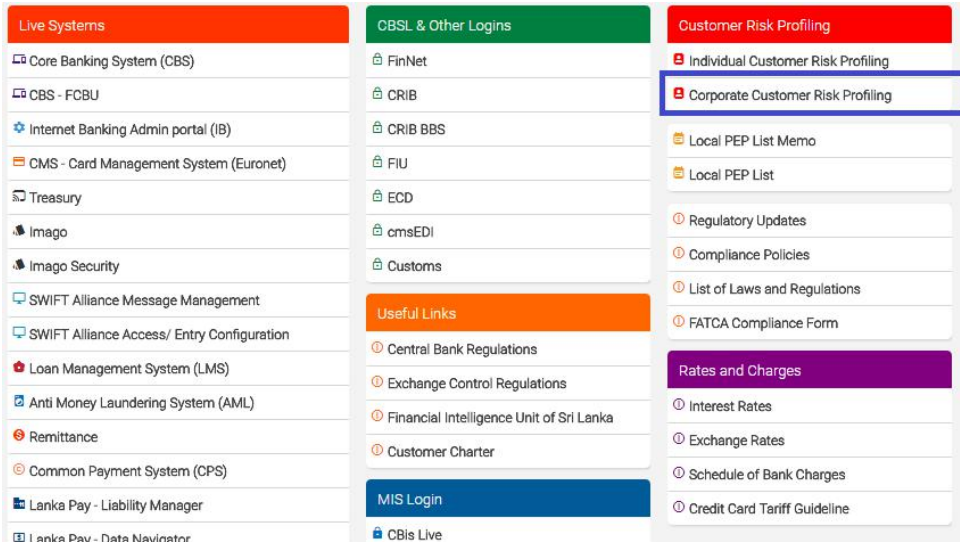 Live Systems
Core Banking System (CBS)
CBS - FCBU
Internet Banking Admin portal (IB)
CMS - Card Management System (Euronet)
Treasury
Imago
Imago Security
SWIFT Alliance Message Management
SWIFT Alliance Access/ Entry Configuration
Loan Management System (LMS)
Anti Money Laundering System (AML)
Remittance
Common Payment System (CPS)
Lanka Pay - Liability Manager
Lanka Pay - Data Navigator
CBSL & Other Logins
FinNet
CRIB
CRIB BBS
FIU
ECD
cmsEDI
Customs
Useful Links
Central Bank Regulations
Exchange Control Regulations
Financial Intelligence Unit of Sri Lanka
Customer Charter
MIS Login
CBis Live
Customer Risk Profiling
Individual Customer Risk Profiling
Corporate Customer Risk Profiling
Local PEP List Memo
Local PEP List
Regulatory Updates
Compliance Policies
List of Laws and Regulations
FATCA Compliance Form
Rates and Charges
Interest Rates
Exchange Rates
Schedule of Bank Charges
Credit Card Tariff Guideline